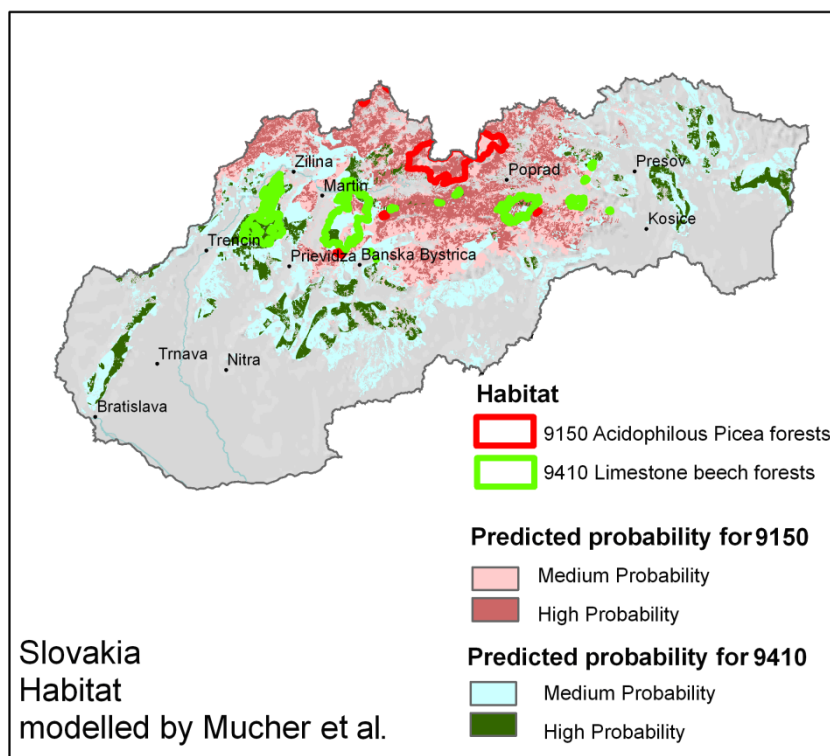 Zilina
Martin
Poprad
Presov
Kosice
Trencin
Prievidza
Banska Bystrica
Trnava
Nitra
Bratislava
Habitat
9150 Acidophilous Picea forests
9410 Limestone beech forests
Predicted probability for 9150
Medium Probability
High Probability
Predicted probability for 9410
Medium Probability
High Probability
Slovakia
Habitat
modelled by Mucher et al.